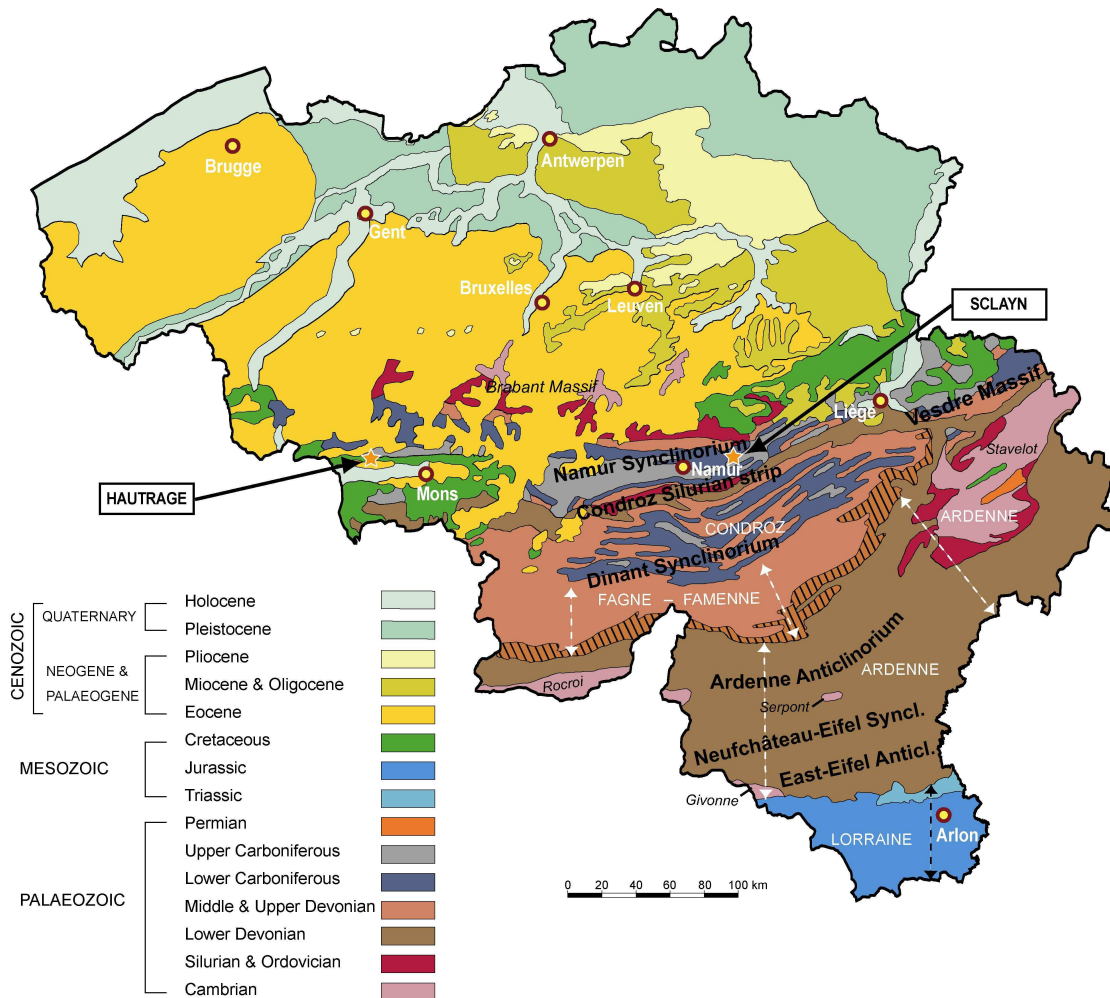 Brugge
Antwerpen
Gent
Bruxelles
Leuven
SCLAYN
Brabant Massif
Liège
Vesdre Massif
Namur Synclinorium
Namur
Stavelot
HAUTRAGE
Mons
Condroz Silurian strip
CONDROZ
ARDENNE
Dinant Synclinorium
FAGNE – FAMENNE
Ardenne Anticlinorium
ARDENNE
Rocroi
Serpont
Neufchâteau-Eifel Syncl.
East-Eifel Anticl.
Givonne
LORRAINE
Arlon
0 20 40 60 80 100 km
CENOZOIC
QUATERNARY
Holocene
Pleistocene
NEOGENE &
PALAEOGENE
Pliocene
Miocene & Oligocene
Eocene
MESOZOIC
Cretaceous
Jurassic
Triassic
PALAEOZOIC
Permian
Upper Carboniferous
Lower Carboniferous
Middle & Upper Devonian
Lower Devonian
Silurian & Ordovician
Cambrian